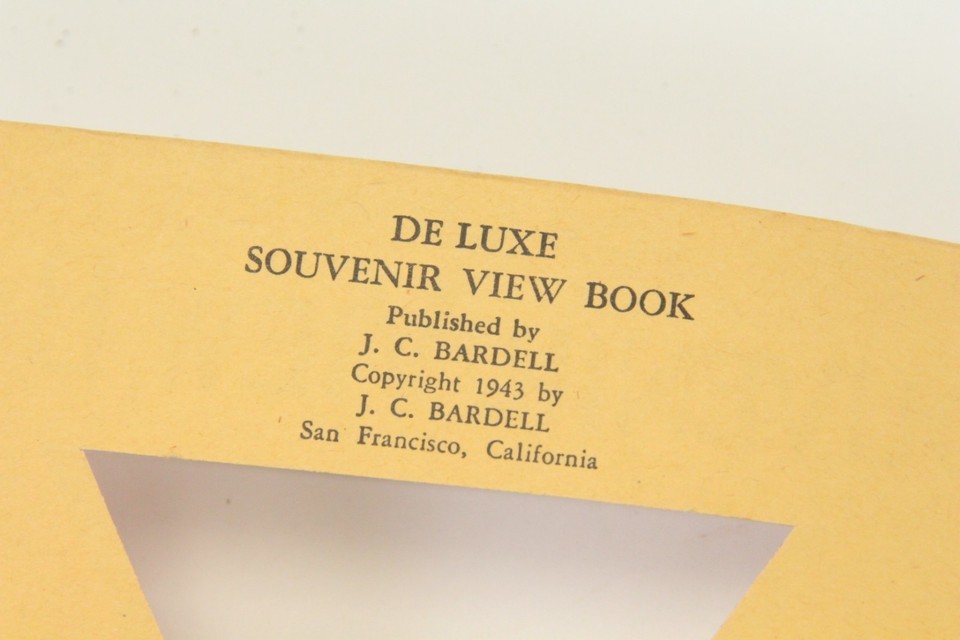 DE LUXE
SOUVENIR VIEW BOOK
Published by
J. C. BARDELL
Copyright 1943 by
J. C. BARDELL
San Francisco, California